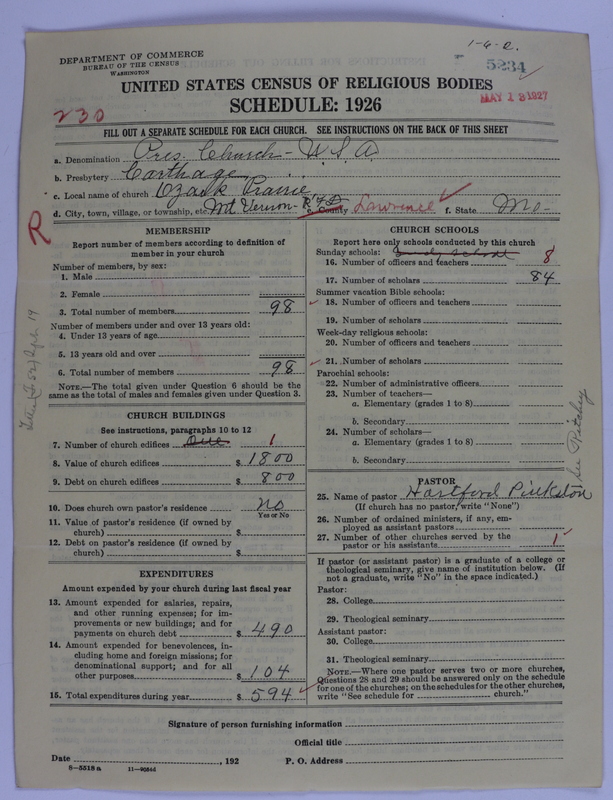 1-6-2.
DEPARTMENT OF COMMERCE
BUREAU OF THE CENSUS
WASHINGTON
5234
UNITED STATES CENSUS OF RELIGIOUS BODIES
SCHEDULE: 1926
MAY 13 1927
230
FILL OUT A SEPARATE SCHEDULE FOR EACH CHURCH. SEE INSTRUCTIONS ON THE BACK OF THIS SHEET
a. Denomination Pres. Church - U.S.A.
b. Presbytery Carthage
c. Local name of church Ozark Prairie
d. City, town, village, or township, etc. Mt Vernon - R.F.D. e. County Lawrence f. State Mo-
R
MEMBERSHIP
Report number of members according to definition of
member in your church
Number of members, by sex:
1. Male
2. Female
3. Total number of members 98
Number of members under and over 13 years old:
4. Under 13 years of age
5. 13 years old and over
6. Total number of members 98
NOTE.—The total given under Question 6 should be the
same as the total of males and females given under Question 3.
CHURCH BUILDINGS
See instructions, paragraphs 10 to 12
7. Number of church edifices One 1
8. Value of church edifices $ 1800
9. Debt on church edifices $ 800
10. Does church own pastor's residence No
Yes or No
11. Value of pastor's residence (if owned by
church) $
12. Debt on pastor's residence (if owned by
church) $
EXPENDITURES
Amount expended by your church during last fiscal year
13. Amount expended for salaries, repairs,
and other running expenses; for im-
provements or new buildings; and for
payments on church debt $ 490
14. Amount expended for benevolences, in-
cluding home and foreign missions; for
denominational support; and for all
other purposes $ 104
15. Total expenditures during year $ 594
CHURCH SCHOOLS
Report here only schools conducted by this church
Sunday schools: Sunday School
16. Number of officers and teachers 8
17. Number of scholars 84
Summer vacation Bible schools:
18. Number of officers and teachers
19. Number of scholars
Week-day religious schools:
20. Number of officers and teachers
21. Number of scholars
Parochial schools:
22. Number of administrative officers
23. Number of teachers—
a. Elementary (grades 1 to 8)
b. Secondary
24. Number of scholars—
a. Elementary (grades 1 to 8)
b. Secondary
PASTOR
25. Name of pastor Hartford Pinkston
(If church has no pastor, write "None")
26. Number of ordained ministers, if any, em-
ployed as assistant pastors
27. Number of other churches served by the
pastor or his assistants 1
If pastor (or assistant pastor) is a graduate of a college or
theological seminary, give name of institution below. (If
not a graduate, write "No" in the space indicated.)
Pastor:
28. College
29. Theological seminary
Assistant pastor:
30. College
31. Theological seminary
NOTE.—Where one pastor serves two or more churches,
Questions 28 and 29 should be answered only on the schedule
for one of the churches; on the schedules for the other churches,
write "See schedule for church."
Signature of person furnishing information
Official title
Date , 192 P. O. Address
8-5518a 11-9084d